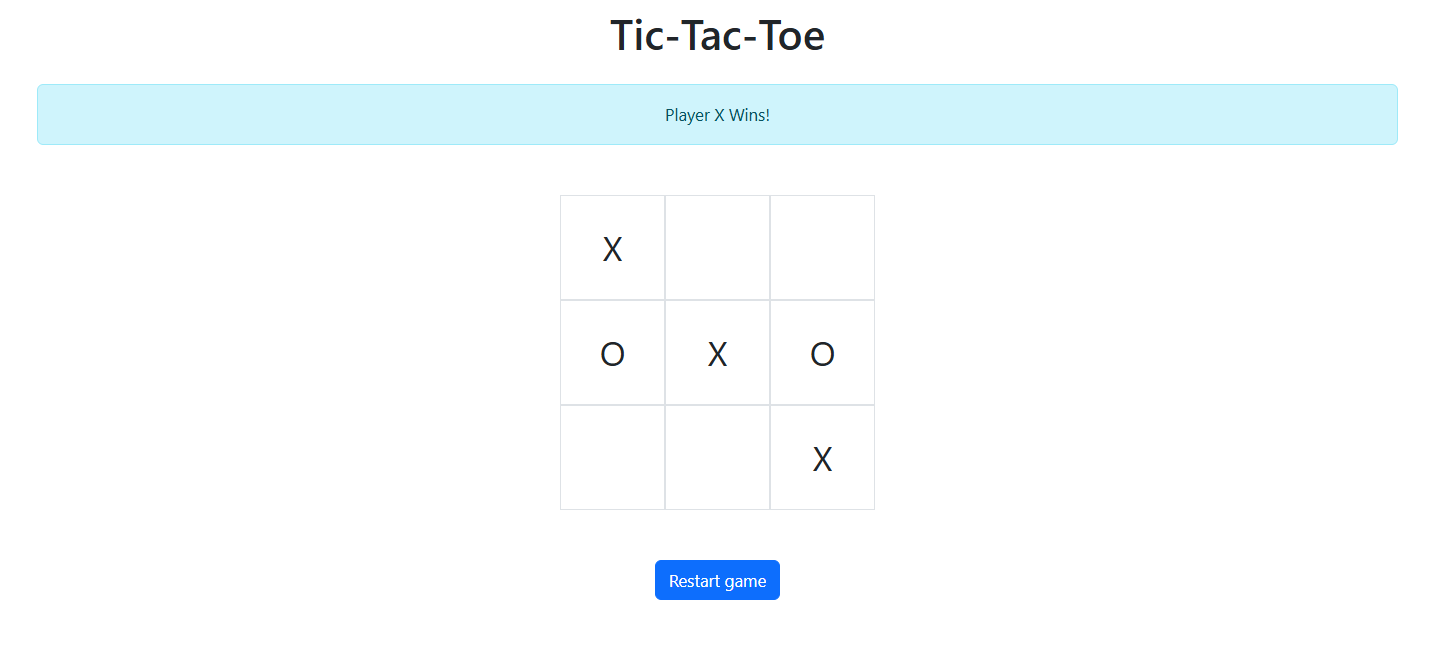 Tic-Tac-Toe
Player X Wins!
X
O X O
X
Restart game